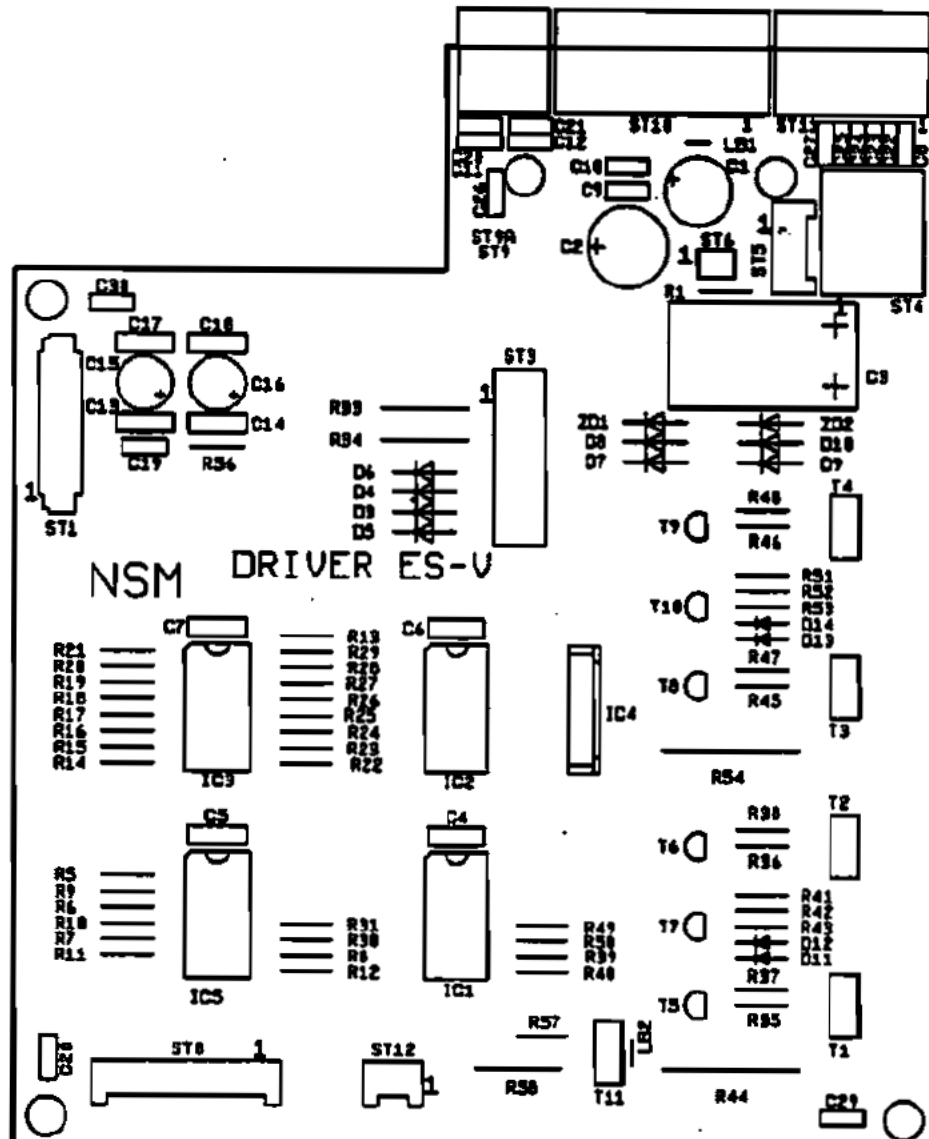 ST10 1
ST11 1
C21
C12
LB1
C10
C1
C9
C26
ST9A
ST9
C2
ST6
1
ST5
1
R1
ST4
1
C31
C17
C18
C15
C16
C13
C14
C19
R56
ST1
1
ST3
1
R33
R34
D6
D4
D3
D5
C3
ZD1
D8
D7
ZD2
D10
D9
R48
T4
T9
R46
NSM
DRIVER ES-V
R51
R52
T10
R53
D14
D13
R47
T8
R45
T3
C7
C6
R21
R20
R19
R18
R17
R16
R15
R14
R13
R29
R28
R27
R26
R25
R24
R23
R22
IC3
IC2
IC4
R54
C5
C4
R38
T2
T6
R36
R5
R9
R6
R10
R7
R11
R31
R30
R8
R12
R49
R50
R39
R40
R41
R42
T7
R43
D12
D11
R37
T5
R35
T1
IC5
IC1
R57
LB2
ST8 1
ST12
1
R58
T11
R44
C29